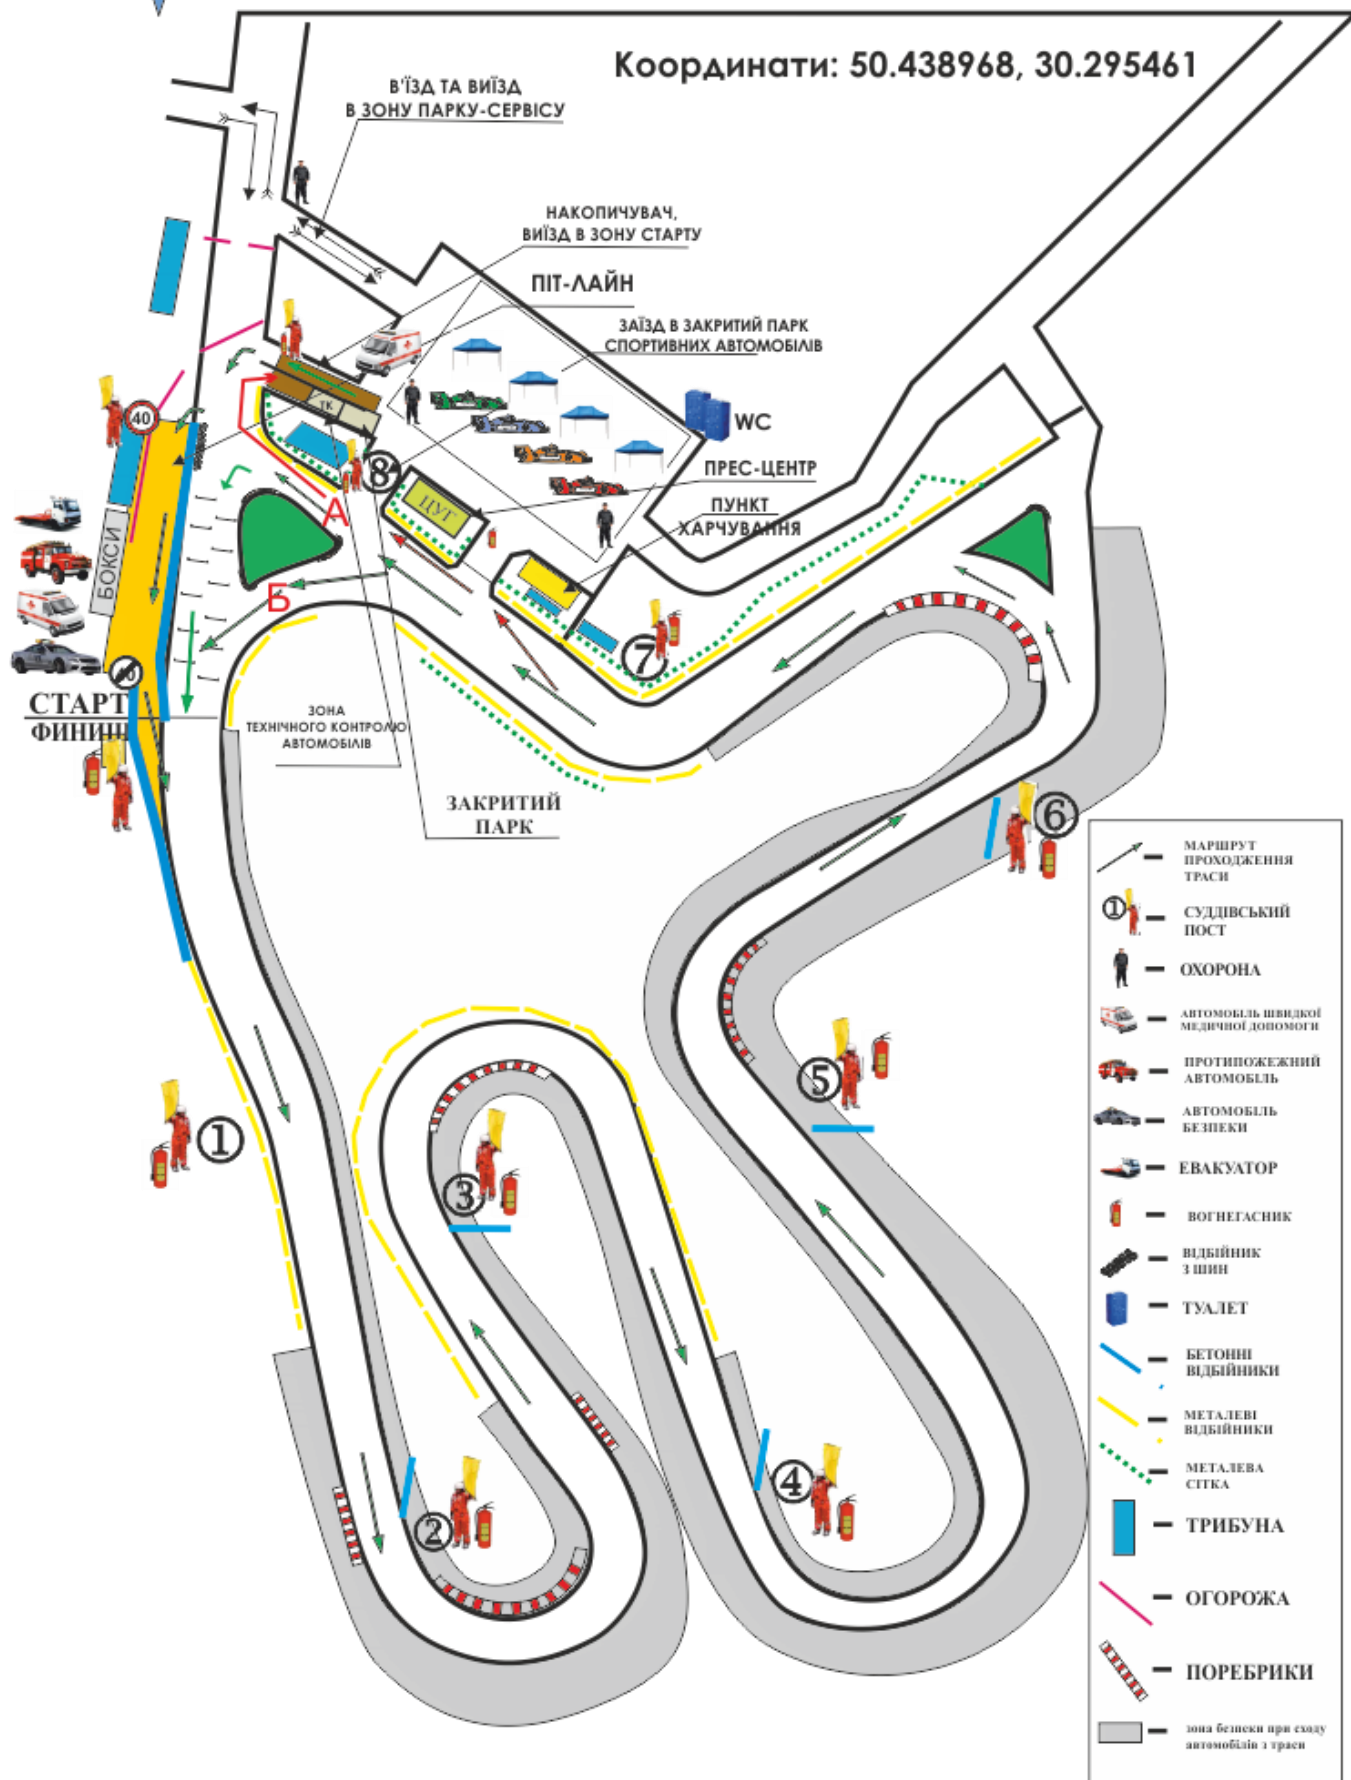 Координати: 50.438968, 30.295461
В'ЇЗД ТА ВИЇЗД
В ЗОНУ ПАРКУ-СЕРВІСУ
НАКОПИЧУВАЧ,
ВИЇЗД В ЗОНУ СТАРТУ
ПІТ-ЛАЙН
ЗАЇЗД В ЗАКРИТИЙ ПАРК
СПОРТИВНИХ АВТОМОБІЛІВ
40
ТК
WC
8
ПРЕС-ЦЕНТР
ЦУГ
ПУНКТ
ХАРЧУВАННЯ
А
БОКСИ
Б
7
СТАРТ
ФИНИШ
ЗОНА
ТЕХНІЧНОГО КОНТРОЛЮ
АВТОМОБІЛІВ
ЗАКРИТИЙ
ПАРК
6
5
1
3
4
2
МАРШРУТ
ПРОХОДЖЕННЯ
ТРАСИ
1
СУДДІВСЬКИЙ
ПОСТ
ОХОРОНА
АВТОМОБІЛЬ ШВИДКОЇ
МЕДИЧНОЇ ДОПОМОГИ
ПРОТИПОЖЕЖНИЙ
АВТОМОБІЛЬ
АВТОМОБІЛЬ
БЕЗПЕКИ
ЕВАКУАТОР
ВОГНЕГАСНИК
ВІДБІЙНИК
З ШИН
ТУАЛЕТ
БЕТОННІ
ВІДБІЙНИКИ
МЕТАЛЕВІ
ВІДБІЙНИКИ
МЕТАЛЕВА
СІТКА
ТРИБУНА
ОГОРОЖА
ПОРЕБРИКИ
зона безпеки при сходу
автомобілів з траси